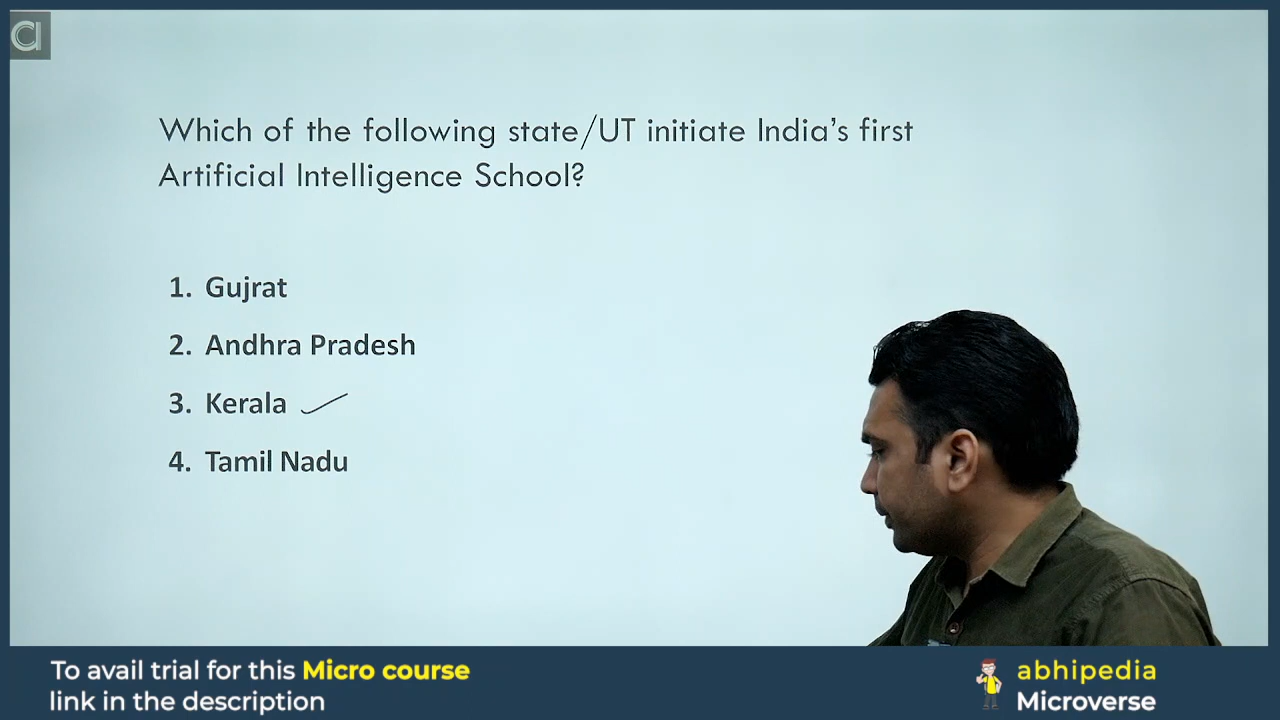 Which of the following state/UT initiate India's first
Artificial Intelligence School?
1. Gujrat
2. Andhra Pradesh
3. Kerala
4. Tamil Nadu
To avail trial for this Micro course
link in the description
abhipedia
Microverse